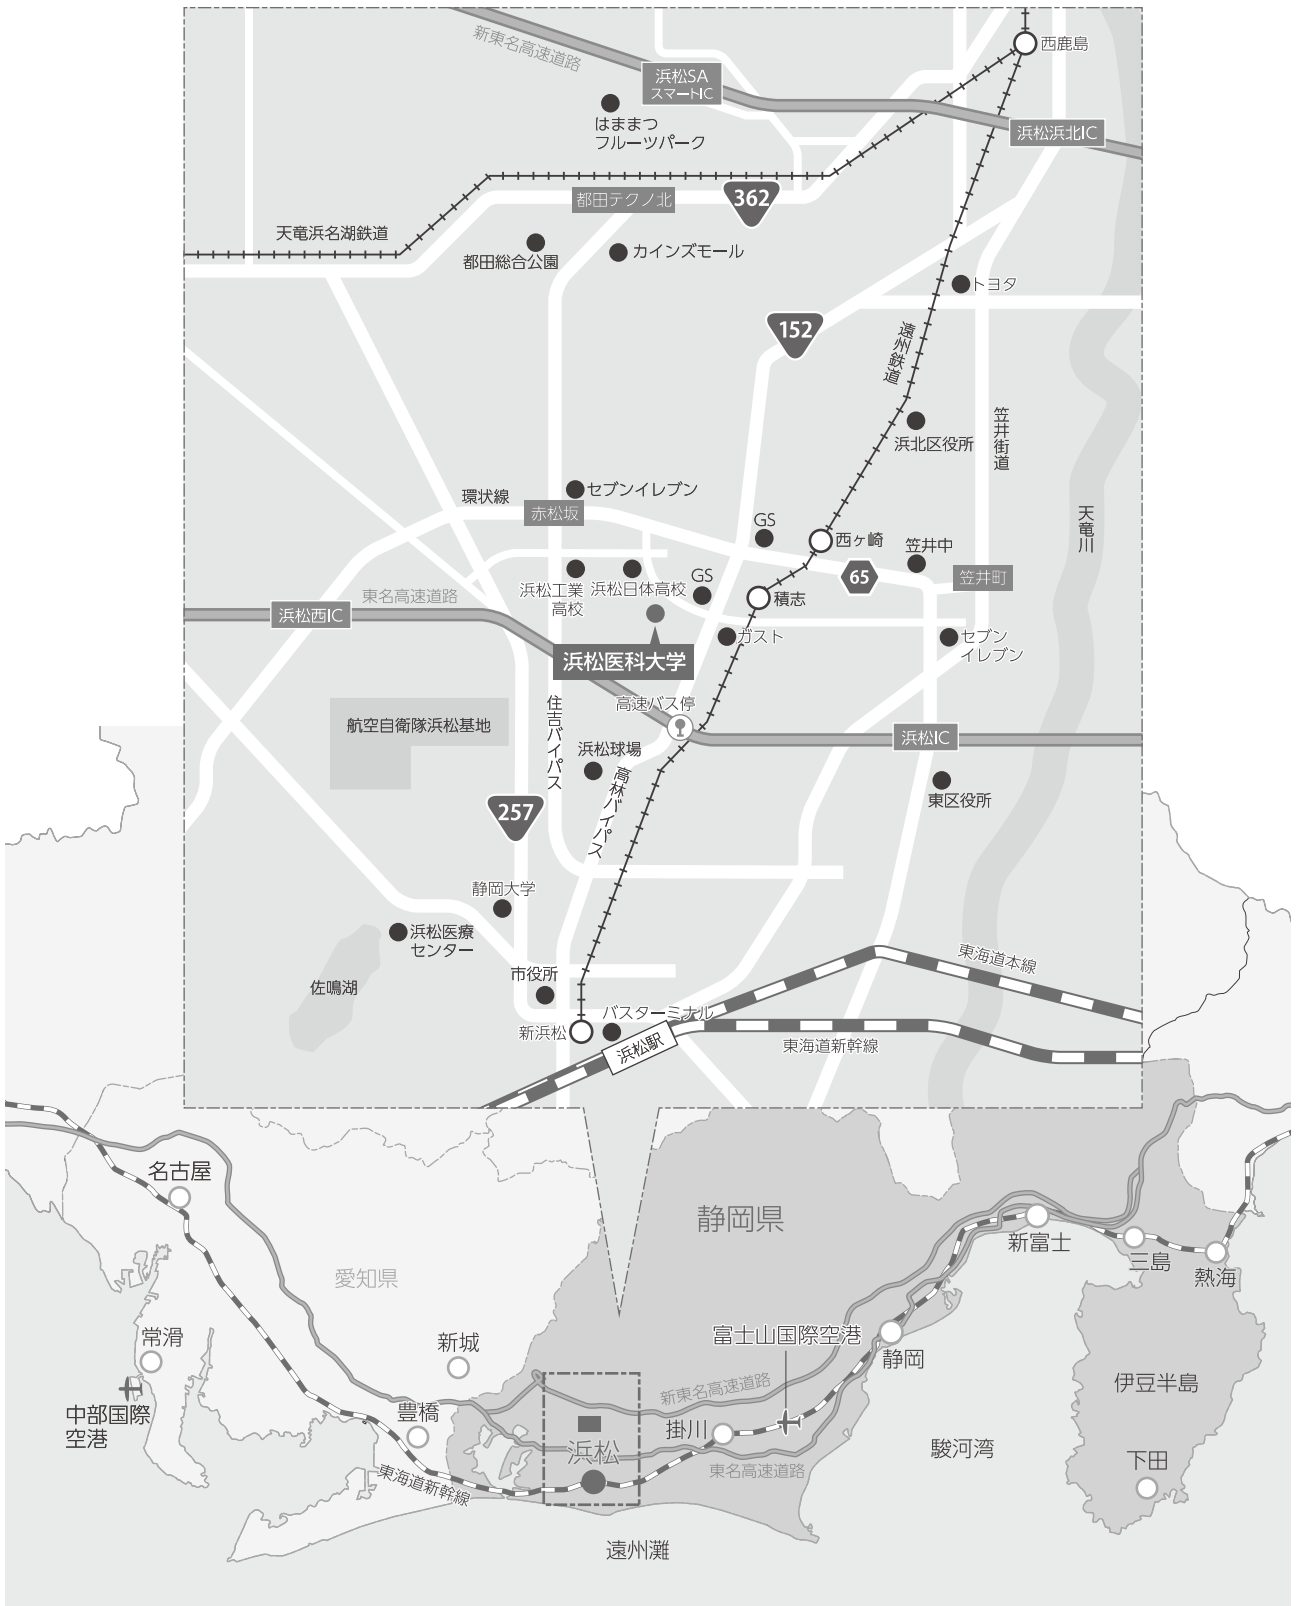 新東名高速道路
西鹿島
浜松SA
スマートIC
はままつ
フルーツパーク
浜松浜北IC
都田テクノ北
362
天竜浜名湖鉄道
都田総合公園
カインズモール
トヨタ
152
遠州鉄道
浜北区役所
笠井街道
環状線
セブンイレブン
赤松坂
GS
西ヶ崎
笠井中
天竜川
浜松工業
高校
浜松日体高校
GS
65
笠井町
東名高速道路
浜松西IC
積志
ガスト
セブン
イレブン
浜松医科大学
高速バス停
住吉バイパス
航空自衛隊浜松基地
浜松IC
浜松球場
高林バイパス
東区役所
257
静岡大学
浜松医療
センター
東海道本線
市役所
佐鳴湖
バスターミナル
新浜松
浜松駅
東海道新幹線
名古屋
静岡県
新富士
三島
熱海
愛知県
常滑
新城
富士山国際空港
静岡
伊豆半島
新東名高速道路
中部国際
空港
豊橋
掛川
浜松
駿河湾
下田
東名高速道路
東海道新幹線
遠州灘